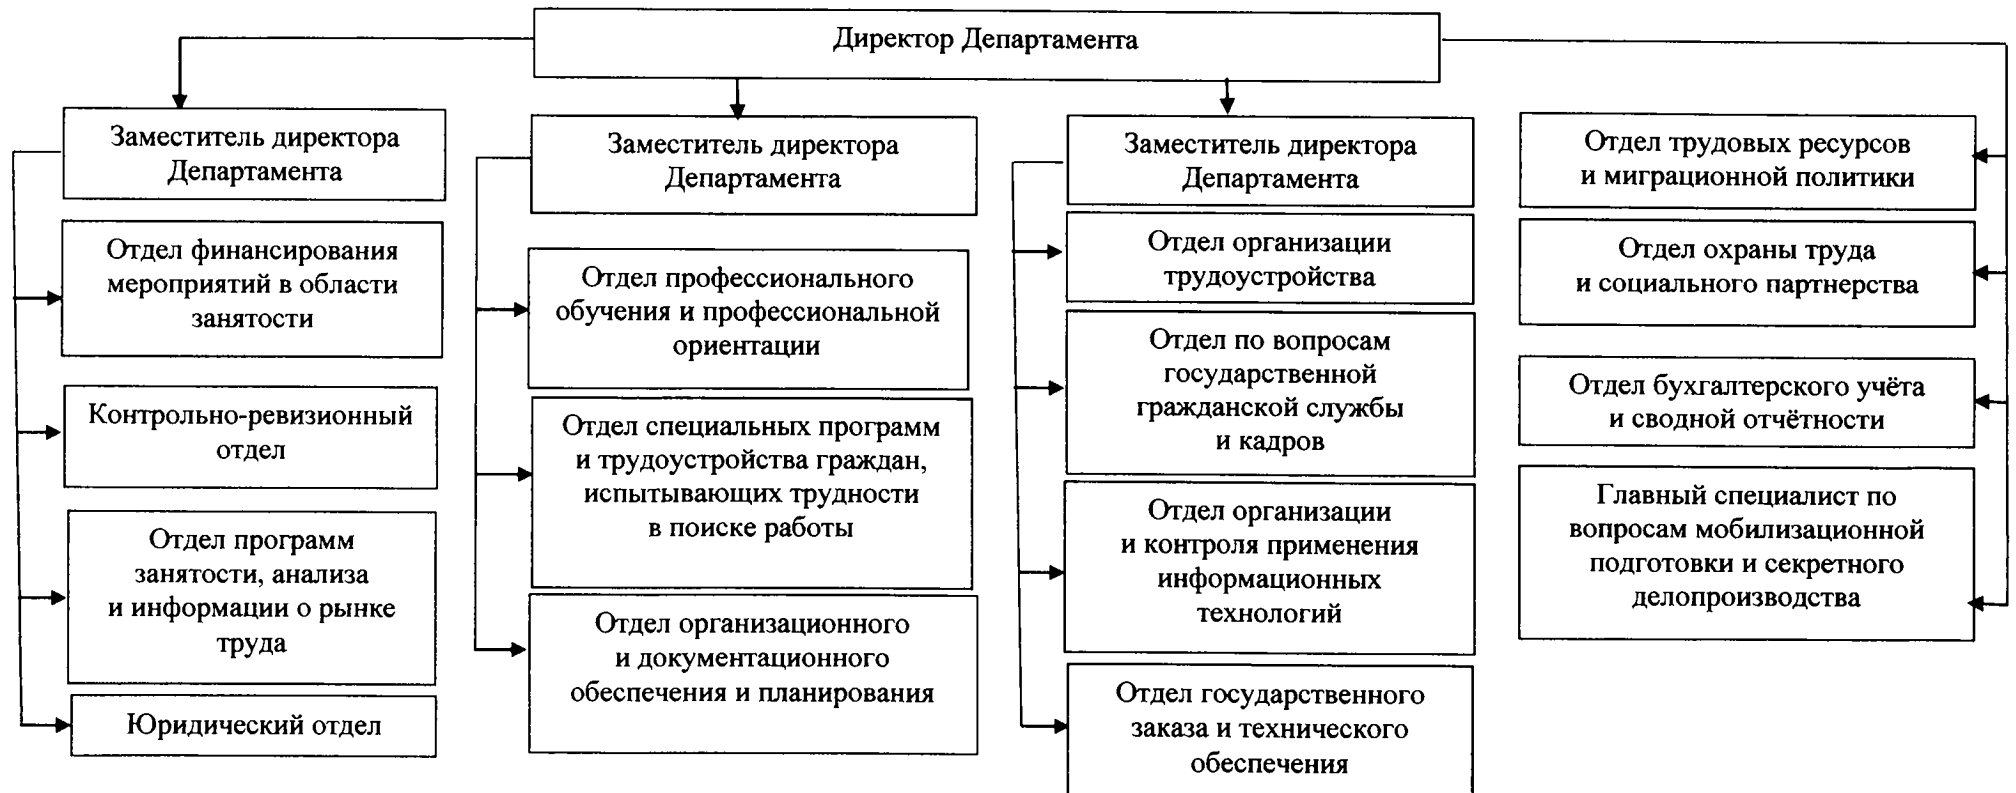 Директор Департамента
Заместитель директора
Департамента
Отдел финансирования
мероприятий в области
занятости
Контрольно-ревизионный
отдел
Отдел программ
занятости, анализа
и информации о рынке
труда
Юридический отдел
Заместитель директора
Департамента
Отдел профессионального
обучения и профессиональной
ориентации
Отдел специальных программ
и трудоустройства граждан,
испытывающих трудности
в поиске работы
Отдел организационного
и документационного
обеспечения и планирования
Заместитель директора
Департамента
Отдел организации
трудоустройства
Отдел по вопросам
государственной
гражданской службы
и кадров
Отдел организации
и контроля применения
информационных
технологий
Отдел государственного
заказа и технического
обеспечения
Отдел трудовых ресурсов
и миграционной политики
Отдел охраны труда
и социального партнерства
Отдел бухгалтерского учёта
и сводной отчётности
Главный специалист по
вопросам мобилизационной
подготовки и секретного
делопроизводства